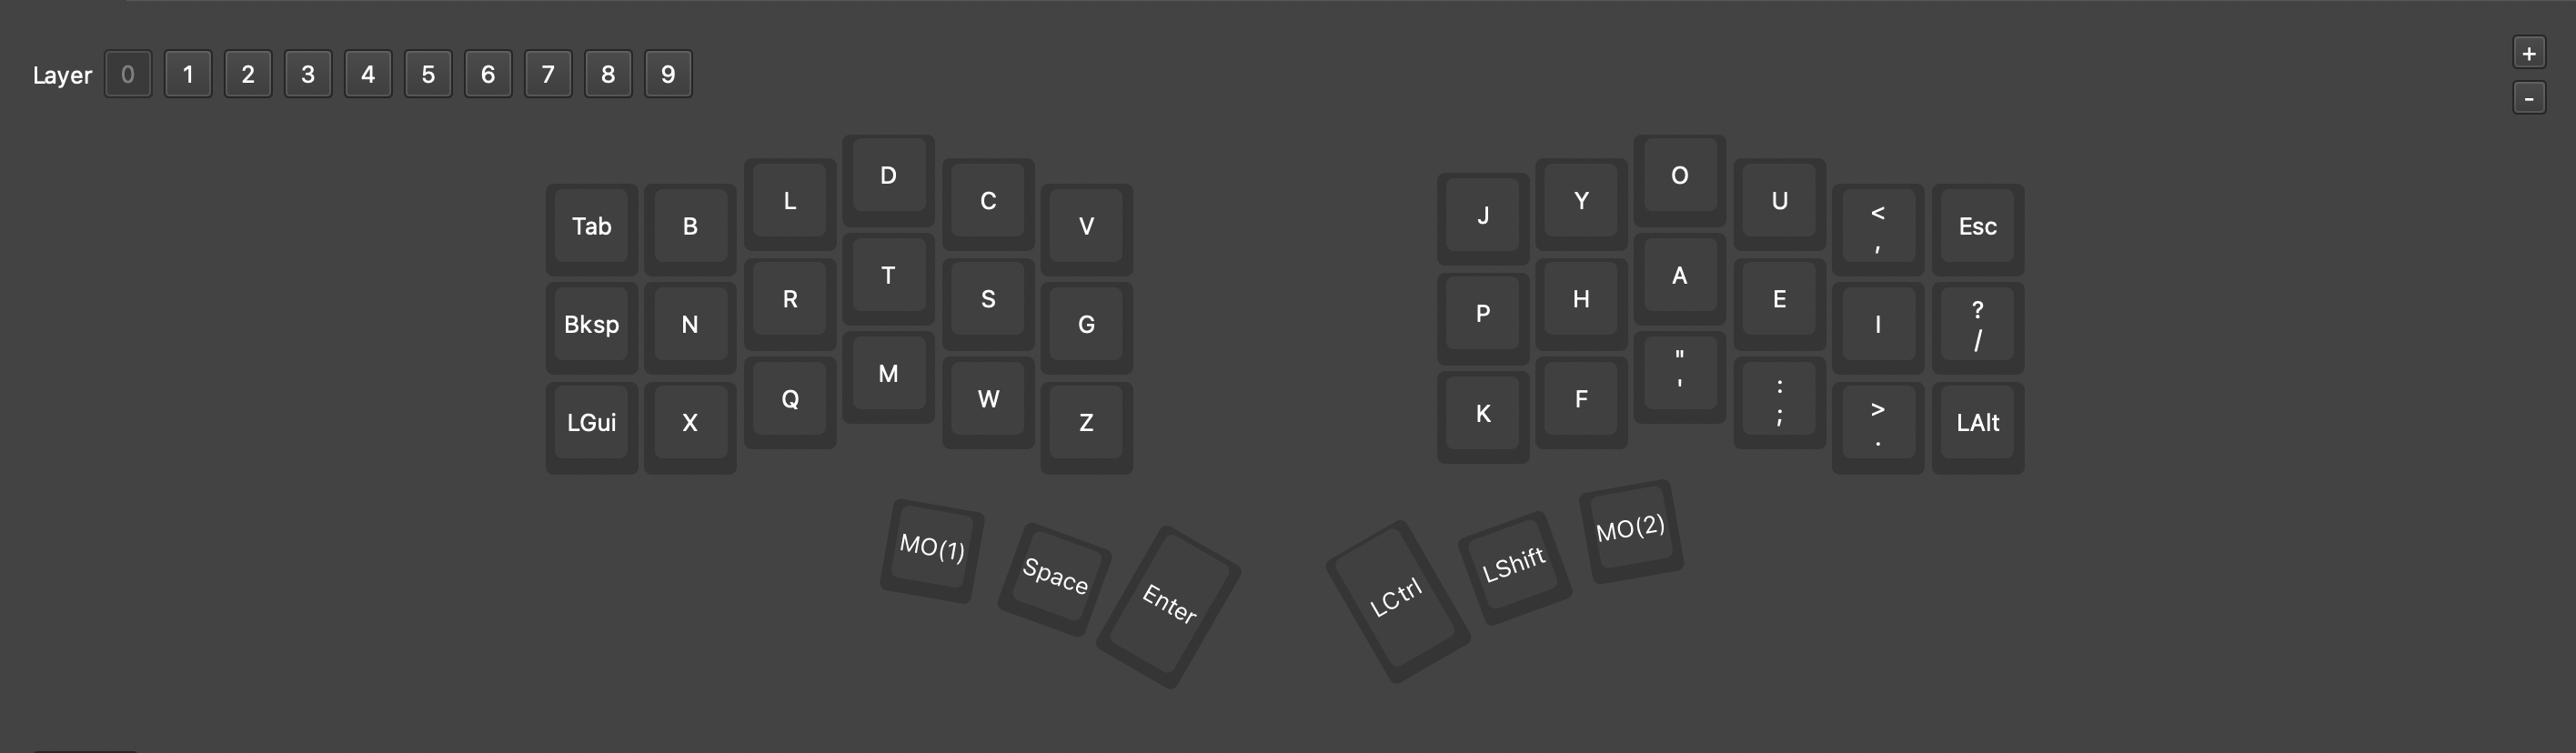 Layer 0 1 2 3 4 5 6 7 8 9 +
-
Tab B L D C V J Y O U < , Esc
Bksp N R T S G P H A E I ? /
LGui X Q M W Z K F " ' : ; > . LAlt
MO(1) Space Enter LCtrl LShift MO(2)